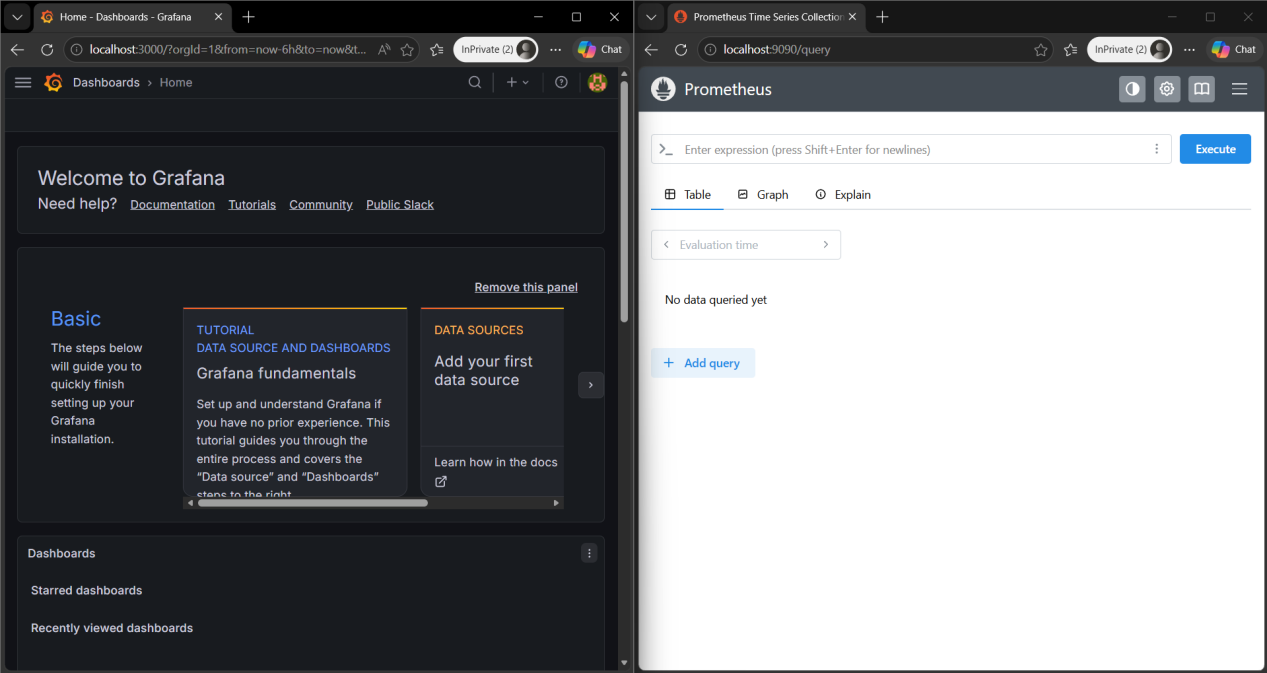 Home - Dashboards - Grafana
localhost:3000/?orgId=1&from=now-6h&to=now&t...
InPrivate (2)
Chat
Dashboards › Home
Welcome to Grafana
Need help? Documentation Tutorials Community Public Slack
Remove this panel
Basic
The steps below
will guide you to
quickly finish
setting up your
Grafana
installation.
TUTORIAL
DATA SOURCE AND DASHBOARDS
Grafana fundamentals
Set up and understand Grafana if
you have no prior experience. This
tutorial guides you through the
entire process and covers the
“Data source” and “Dashboards”
steps to the right.
DATA SOURCES
Add your first
data source
Learn how in the docs
Dashboards
Starred dashboards
Recently viewed dashboards
Prometheus Time Series Collection
localhost:9090/query
InPrivate (2)
Chat
Prometheus
Enter expression (press Shift+Enter for newlines)
Execute
Table
Graph
Explain
Evaluation time
No data queried yet
+ Add query